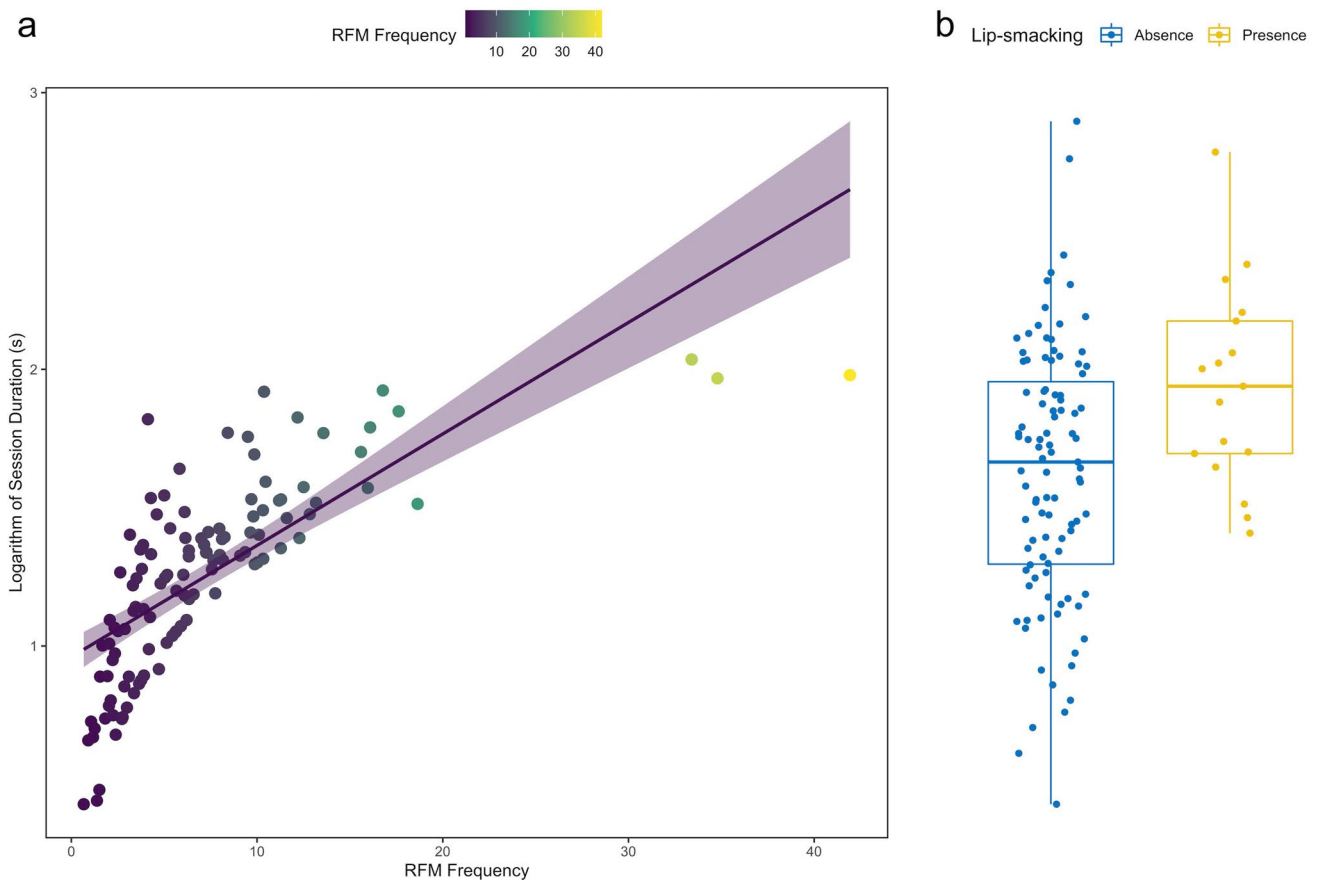 a
RFM Frequency
10 20 30 40
b
Lip-smacking Absence Presence
3
2
1
Logarithm of Session Duration (s)
0 10 20 30 40
RFM Frequency